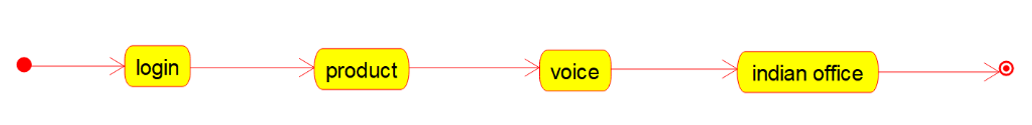 login
product
voice
indian office